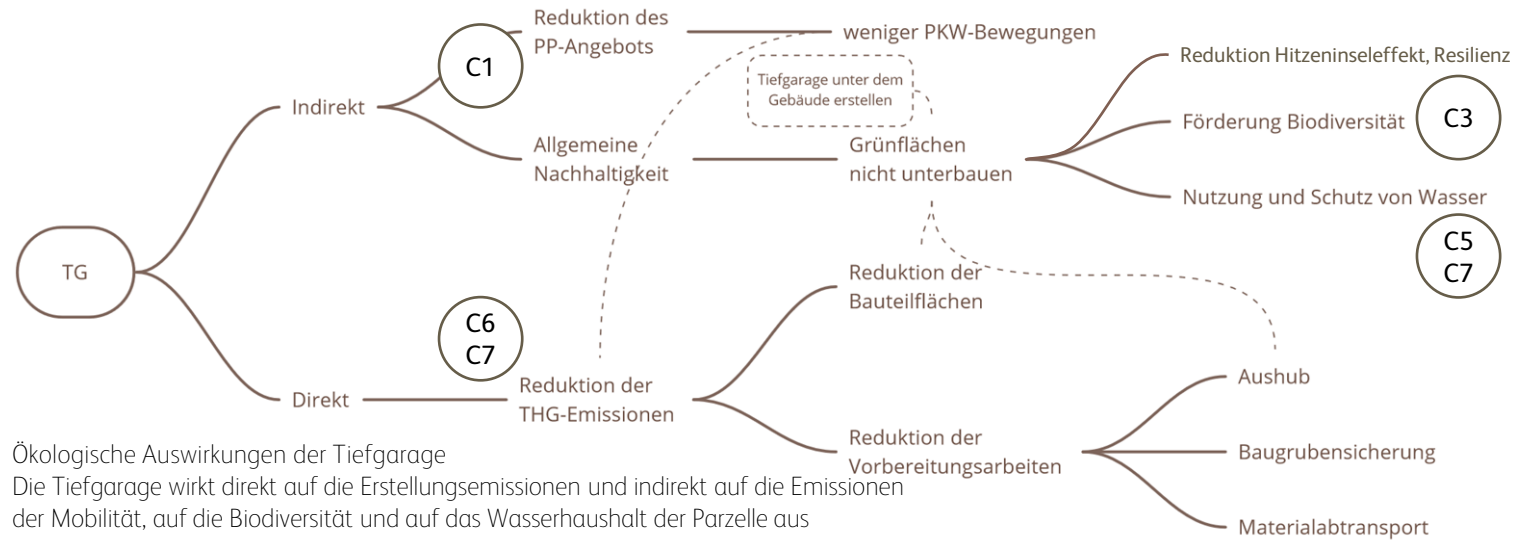 Reduktion des
PP-Angebots
weniger PKW-Bewegungen
C1
Reduktion Hitzeninseleffekt, Resilienz
Tiefgarage unter dem
Gebäude erstellen
Indirekt
Förderung Biodiversität
C3
Allgemeine
Nachhaltigkeit
Grünflächen
nicht unterbauen
Nutzung und Schutz von Wasser
C5
C7
TG
Reduktion der
Bauteilflächen
C6
C7
Direkt
Reduktion der
THG-Emissionen
Aushub
Reduktion der
Vorbereitungsarbeiten
Baugrubensicherung
Materialabtransport
Ökologische Auswirkungen der Tiefgarage
Die Tiefgarage wirkt direkt auf die Erstellungsemissionen und indirekt auf die Emissionen
der Mobilität, auf die Biodiversität und auf das Wasserhaushalt der Parzelle aus